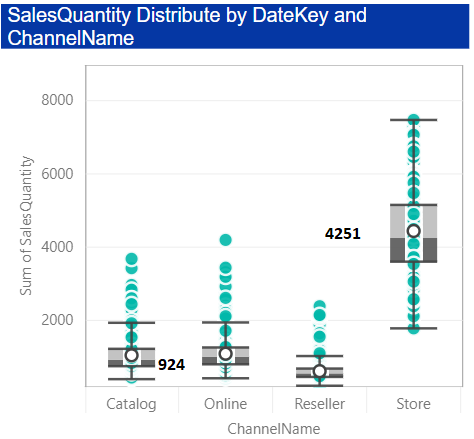 SalesQuantity Distribute by DateKey and
ChannelName
8000
6000
4251
4000
2000
924
Sum of SalesQuantity
Catalog
Online
Reseller
Store
ChannelName